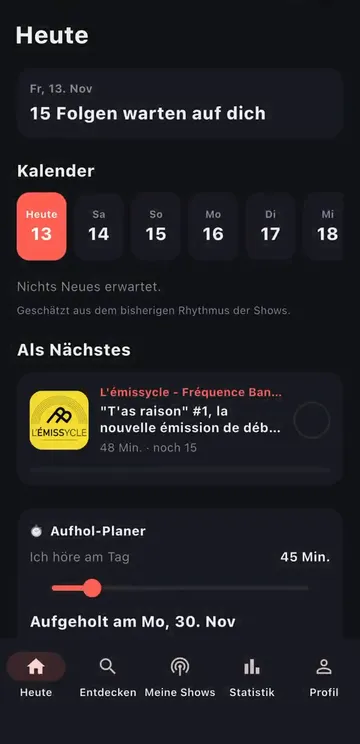 Heute
Fr, 13. Nov
15 Folgen warten auf dich
Kalender
Heute
13
Sa
14
So
15
Mo
16
Di
17
Mi
18
Nichts Neues erwartet.
Geschätzt aus dem bisherigen Rhythmus der Shows.
Als Nächstes
L'émissycle - Fréquence Ban...
"T'as raison" #1, la
nouvelle émission de déb...
48 Min. · noch 15
L'ÉMISSYCLE
Aufhol-Planer
Ich höre am Tag
45 Min.
Aufgeholt am Mo, 30. Nov
Heute
Entdecken
Meine Shows
Statistik
Profil